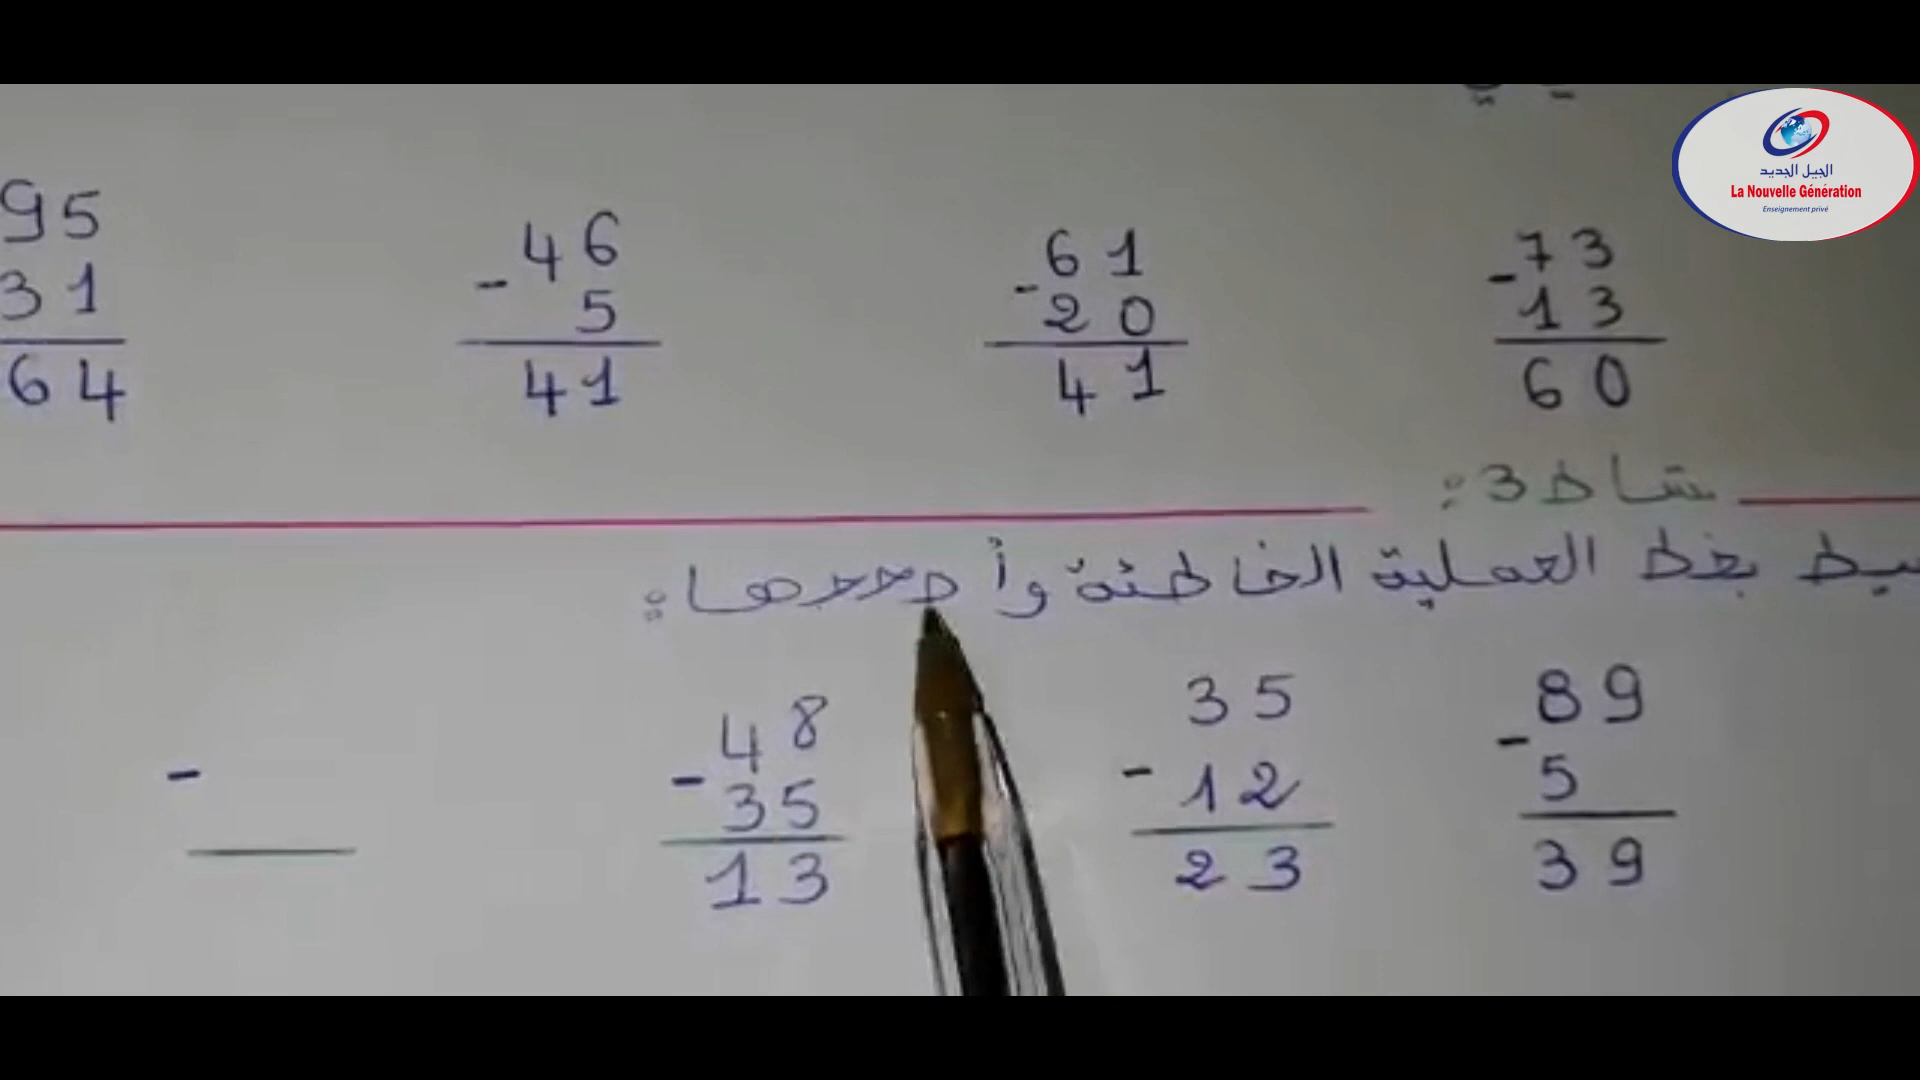 الجيل الجديد
La Nouvelle Génération
Enseignement privé
95 46 61 73
31 - 5 - 20 - 13
64 41 41 60
نشاط 3:
بخط العملية الخاطئة وأصححها:
- 48 - 35 - 89
35 12 5
13 23 39